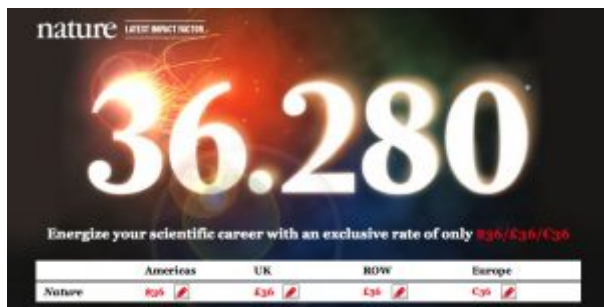 nature LATEST IMPACT FACTOR
36.280
Energize your scientific career with an exclusive rate of only $36/£36/€36
Americas UK ROW Europe
Nature $36 £36 £36 €36